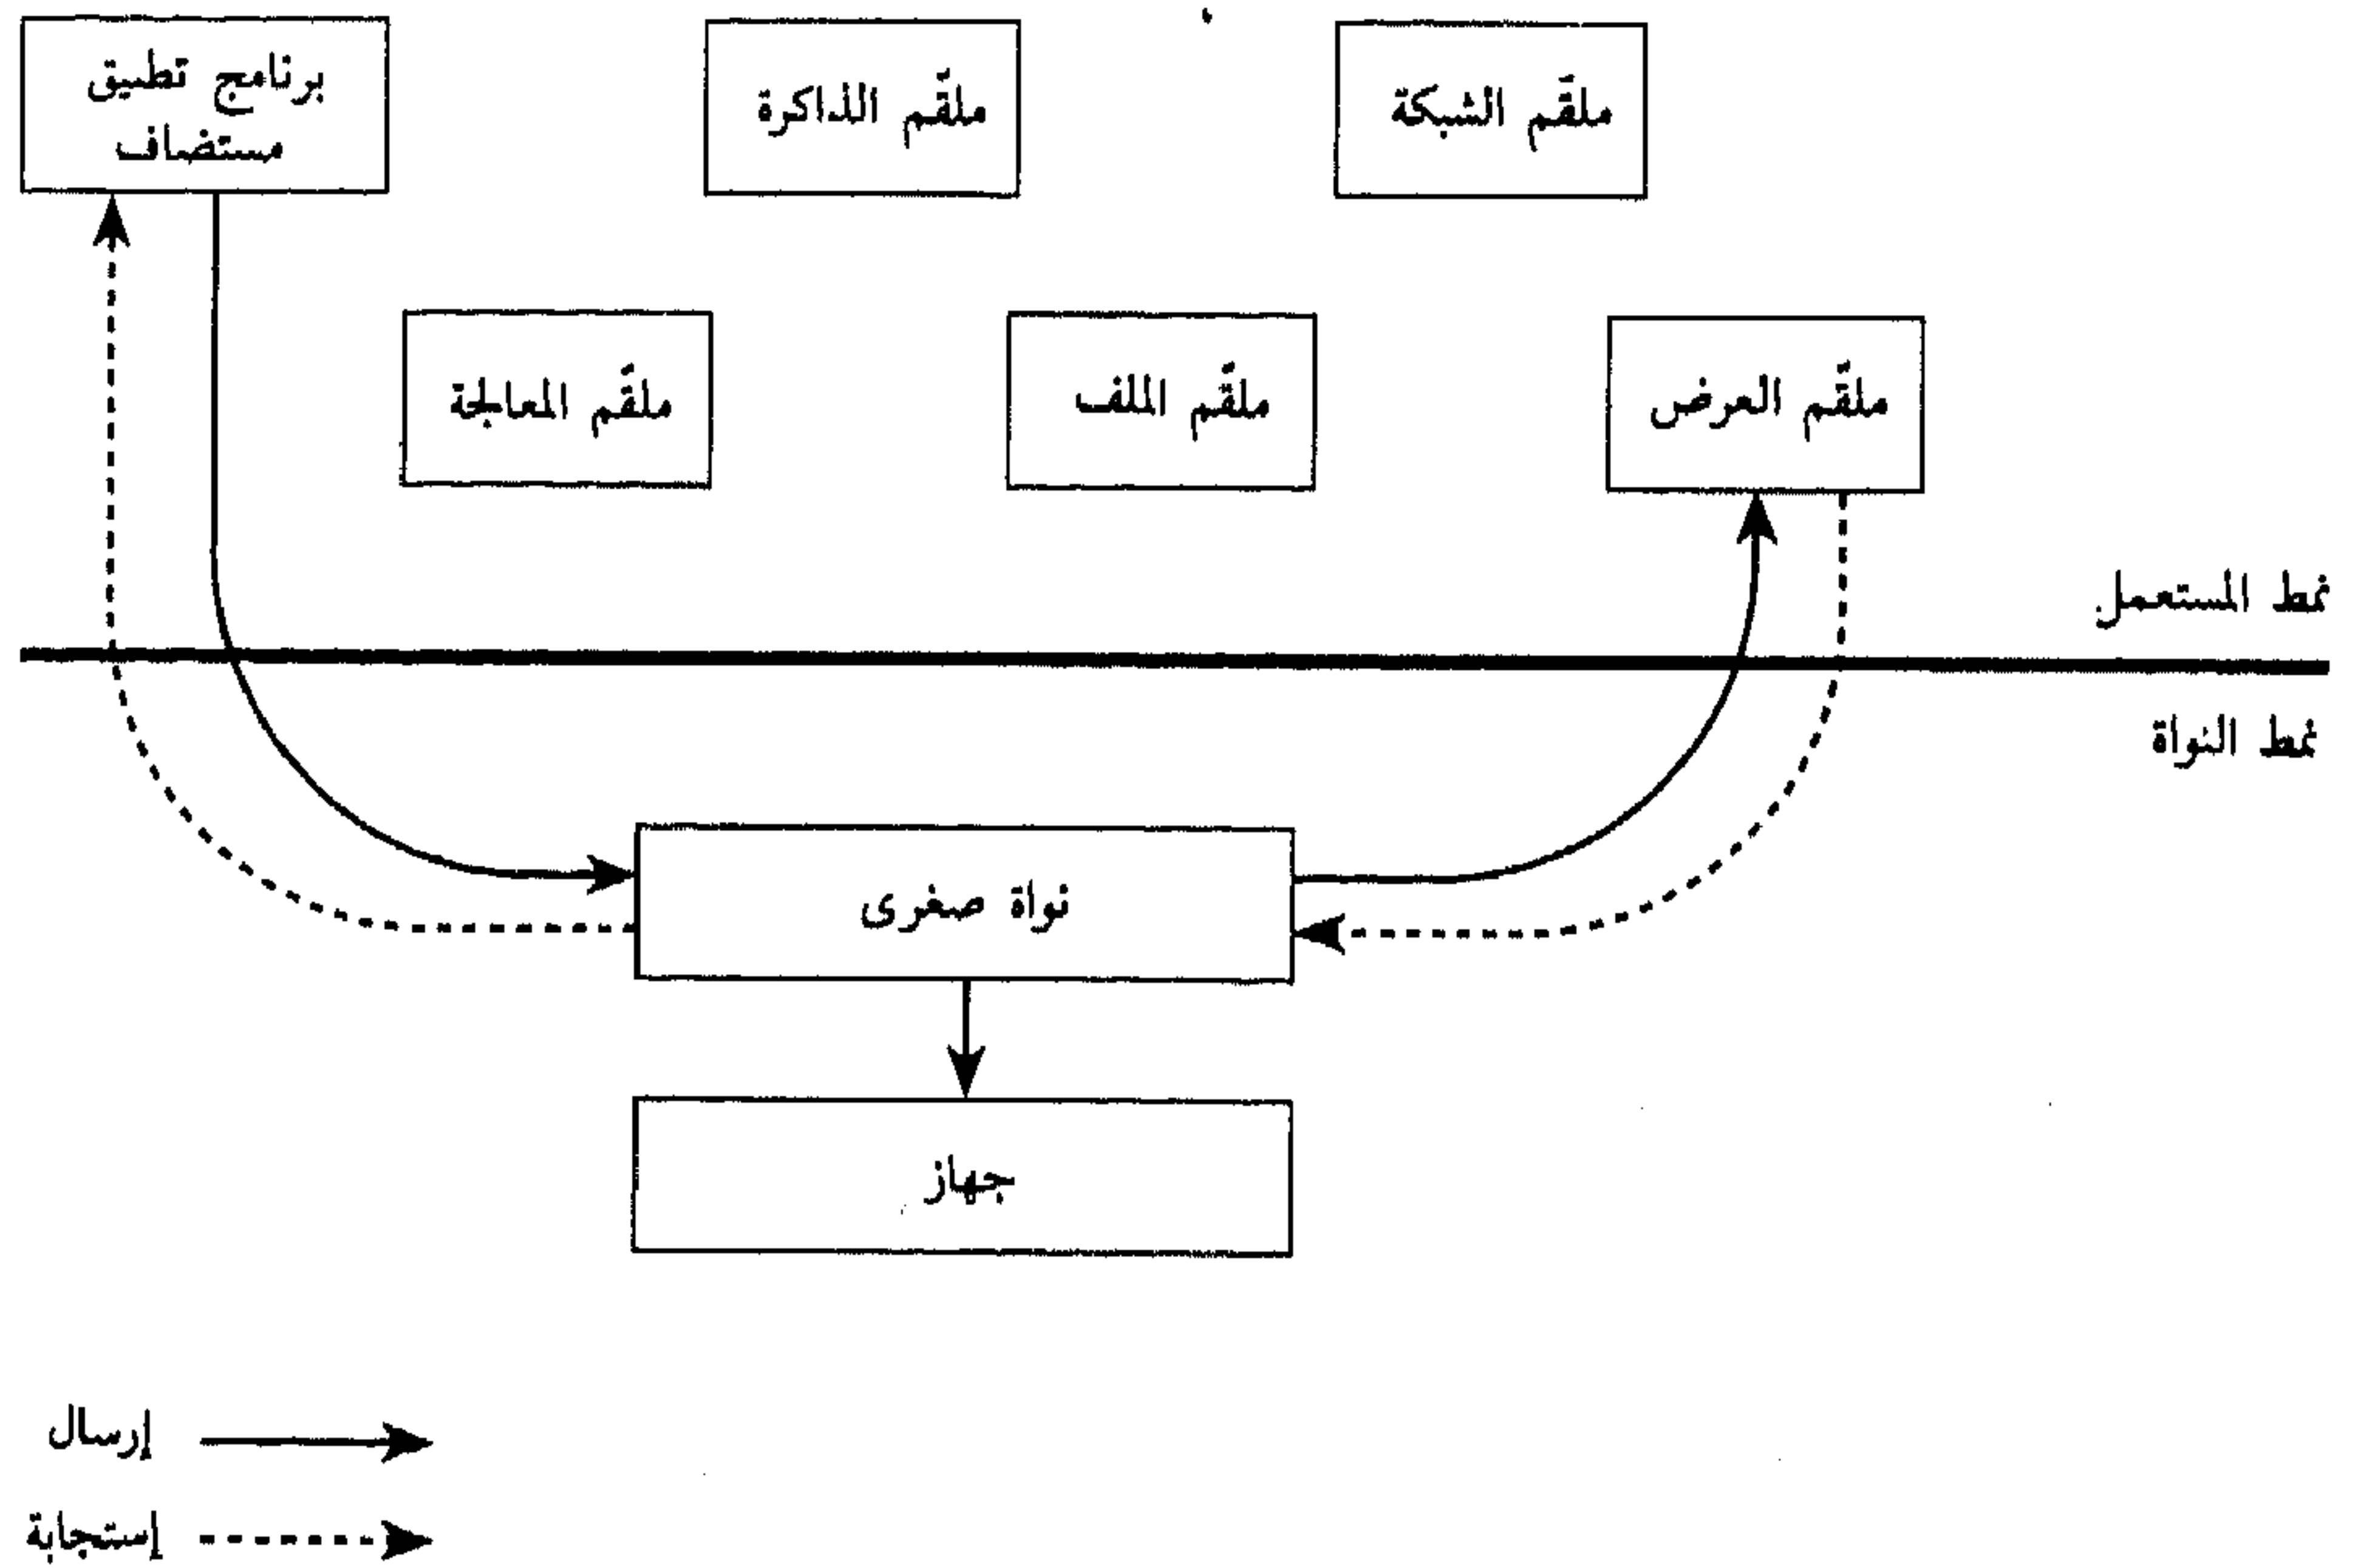 برنامج تطبيق
مستضاف
ملقّم الذاكرة
ملقّم الشبكة
ملقّم المعالجة
ملقّم الملف
ملقّم العرض
نمط المستعمل
نمط النواة
نواة صغرى
جهاز
إرسال
إستجابة